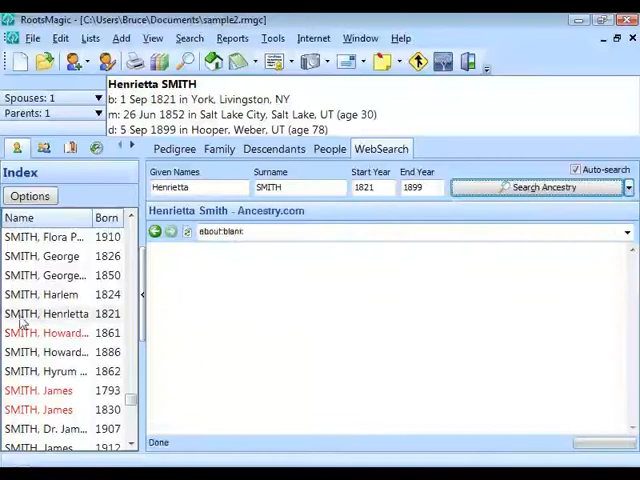 RootsMagic - [C:\Users\Bruce\Documents\sample2.rmgc]
File Edit Lists Add View Search Reports Tools Internet Window Help
Henrietta SMITH
Spouses: 1
b: 1 Sep 1821 in York, Livingston, NY
Parents: 1
m: 26 Jun 1852 in Salt Lake City, Salt Lake, UT (age 30)
d: 5 Sep 1899 in Hooper, Weber, UT (age 78)
Pedigree Family Descendants People WebSearch
Index
Given Names Surname Start Year End Year Auto-search
Options
Henrietta SMITH 1821 1899 Search Ancestry
Name Born
Henrietta Smith - Ancestry.com
about:blank
SMITH, Flora P... 1910
SMITH, George 1826
SMITH, George... 1850
SMITH, Harlem 1824
SMITH, Henrietta 1821
SMITH, Howard... 1861
SMITH, Howard... 1886
SMITH, Hyrum ... 1862
SMITH, James 1793
SMITH, James 1830
SMITH, Dr. Jam... 1907
SMITH, James 1912
Done